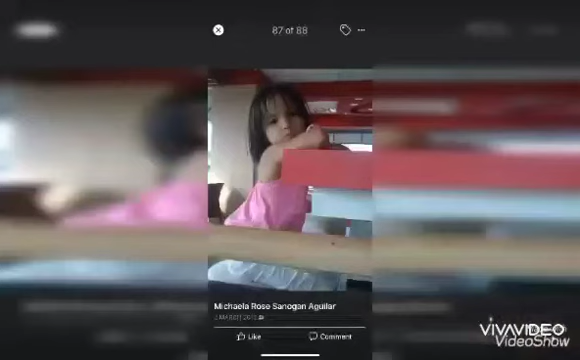 87 of 88
Michaela Rose Sanogan Aguilar
Like
Comment
VIVAVIDEO
VideoShow